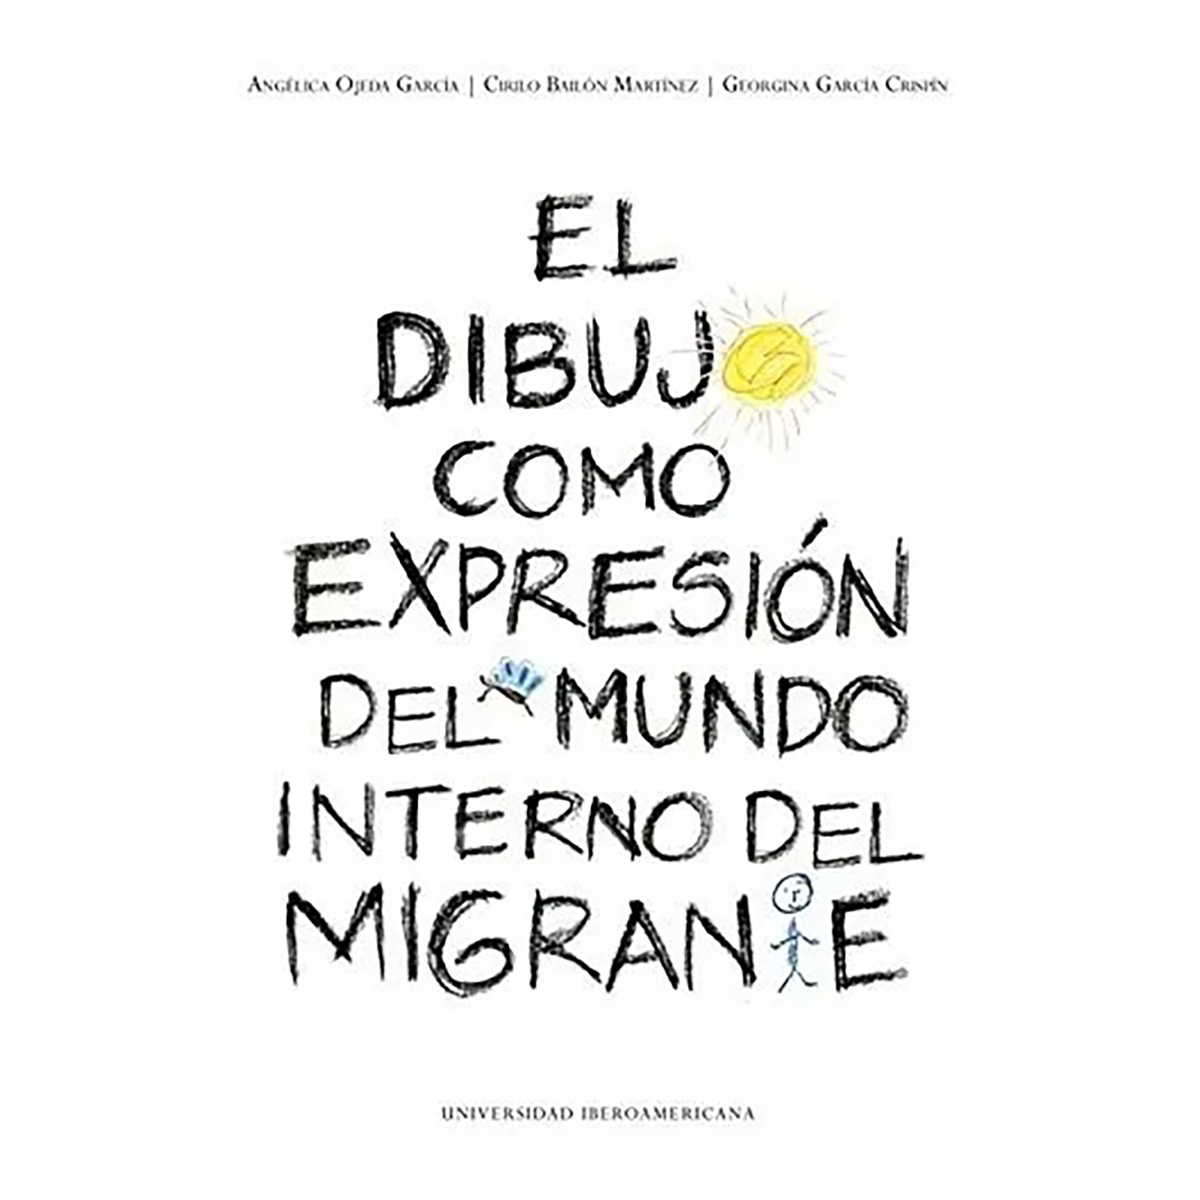 Angélica Ojeda García | Cirilo Bailón Martínez | Georgina García Crispín
EL
DIBUJO
COMO
EXPRESIÓN
DEL MUNDO
INTERNO DEL
MIGRANTE
UNIVERSIDAD IBEROAMERICANA